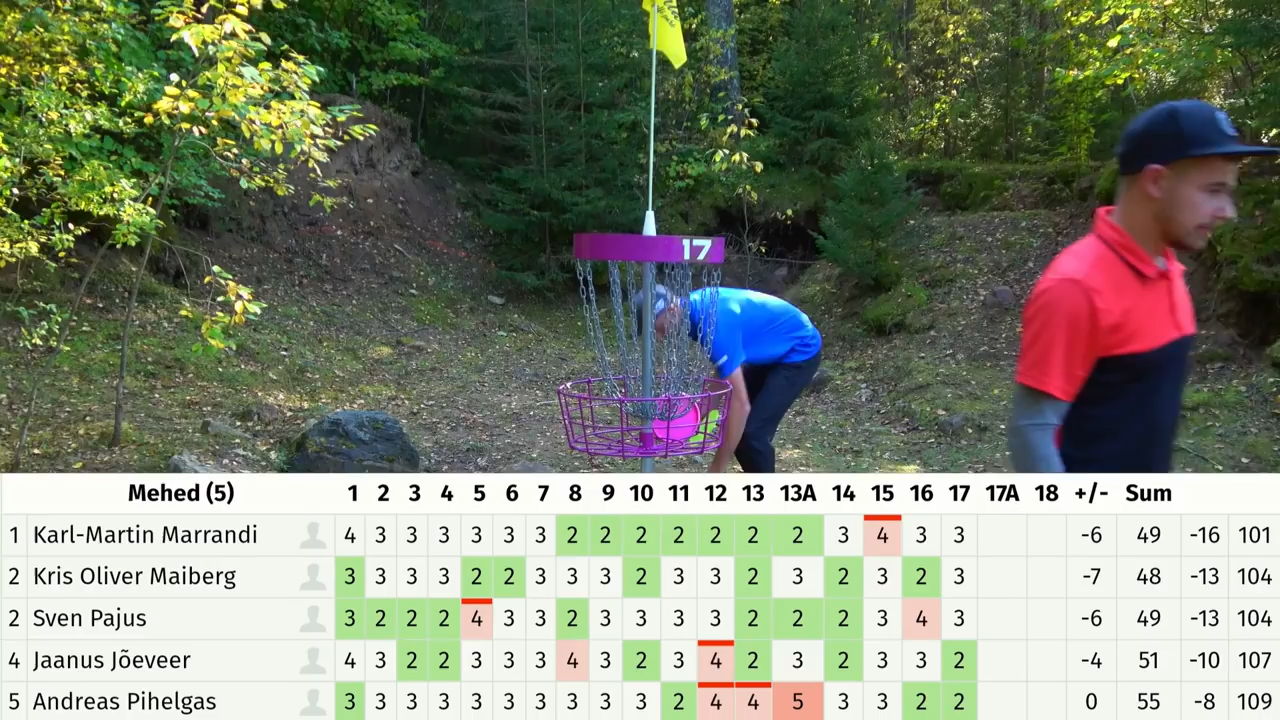 17
Mehed (5) 1 2 3 4 5 6 7 8 9 10 11 12 13 13A 14 15 16 17 17A 18 +/- Sum
1 Karl-Martin Marrandi 4 3 3 3 3 3 3 2 2 2 2 2 2 2 3 4 3 3 -6 49 -16 101
2 Kris Oliver Maiberg 3 3 3 3 2 2 3 3 3 2 3 3 2 3 2 3 2 3 -7 48 -13 104
2 Sven Pajus 3 2 2 2 4 3 3 2 3 3 3 3 2 2 2 3 4 3 -6 49 -13 104
4 Jaanus Jõeveer 4 3 2 2 3 3 3 4 3 2 3 4 2 3 2 3 3 2 -4 51 -10 107
5 Andreas Pihelgas 3 3 3 3 3 3 3 3 3 3 2 4 4 5 3 3 2 2 0 55 -8 109